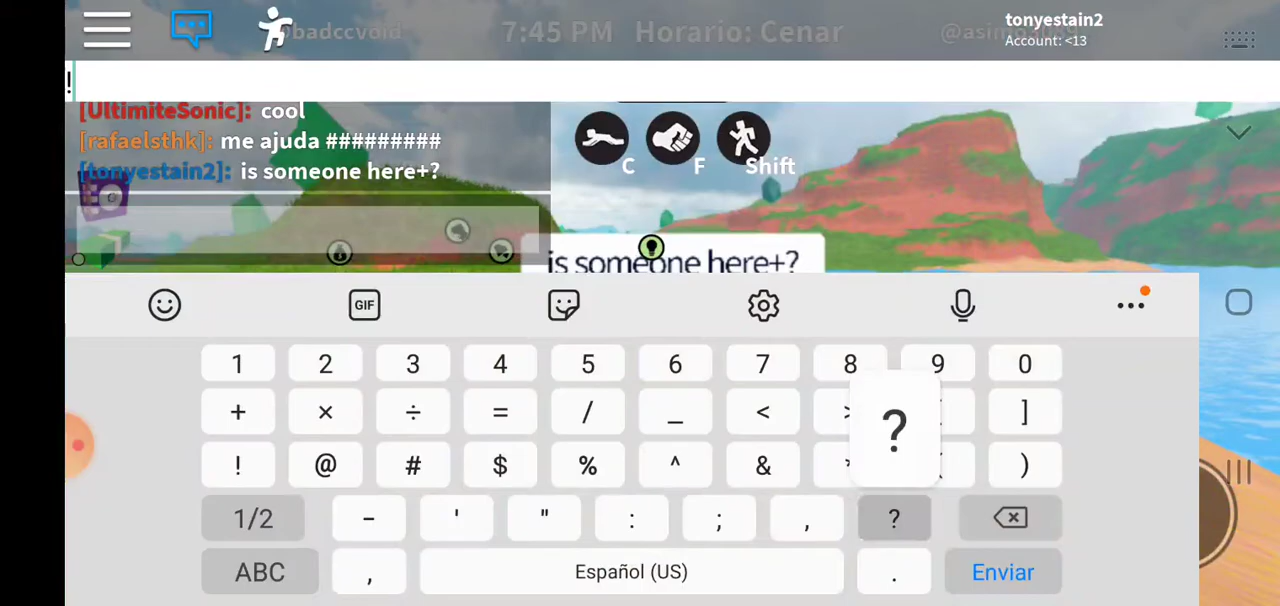 @badccvoid 7:45 PM Horario: Cenar
tonyestain2
Account: <13
!
[UltimiteSonic]: cool
[rafaelsthk]: me ajuda #########
[tonyestain2]: is someone here+?
C F Shift
is someone here+?
GIF
1 2 3 4 5 6 7 8 9 0
+ × ÷ = / _ < ]
?
! @ # $ % ^ & )
1/2 - ' " : ; , ?
ABC , Español (US) . Enviar